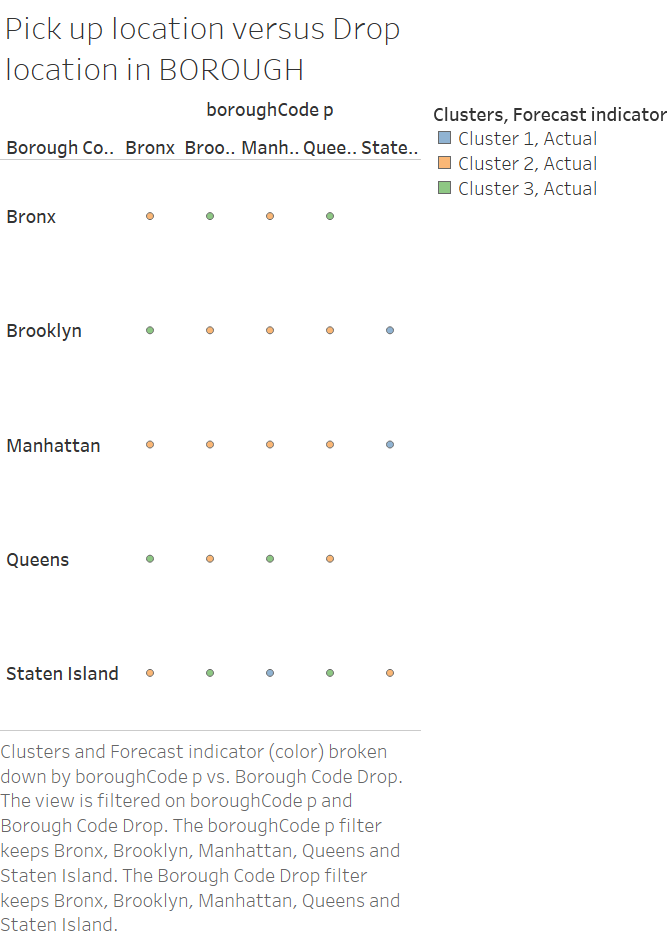 Pick up location versus Drop
location in BOROUGH
boroughCode p
Borough Co.. Bronx Broo.. Manh.. Quee.. State..
Bronx
Brooklyn
Manhattan
Queens
Staten Island
Clusters, Forecast indicator
Cluster 1, Actual
Cluster 2, Actual
Cluster 3, Actual
Clusters and Forecast indicator (color) broken
down by boroughCode p vs. Borough Code Drop.
The view is filtered on boroughCode p and
Borough Code Drop. The boroughCode p filter
keeps Bronx, Brooklyn, Manhattan, Queens and
Staten Island. The Borough Code Drop filter
keeps Bronx, Brooklyn, Manhattan, Queens and
Staten Island.